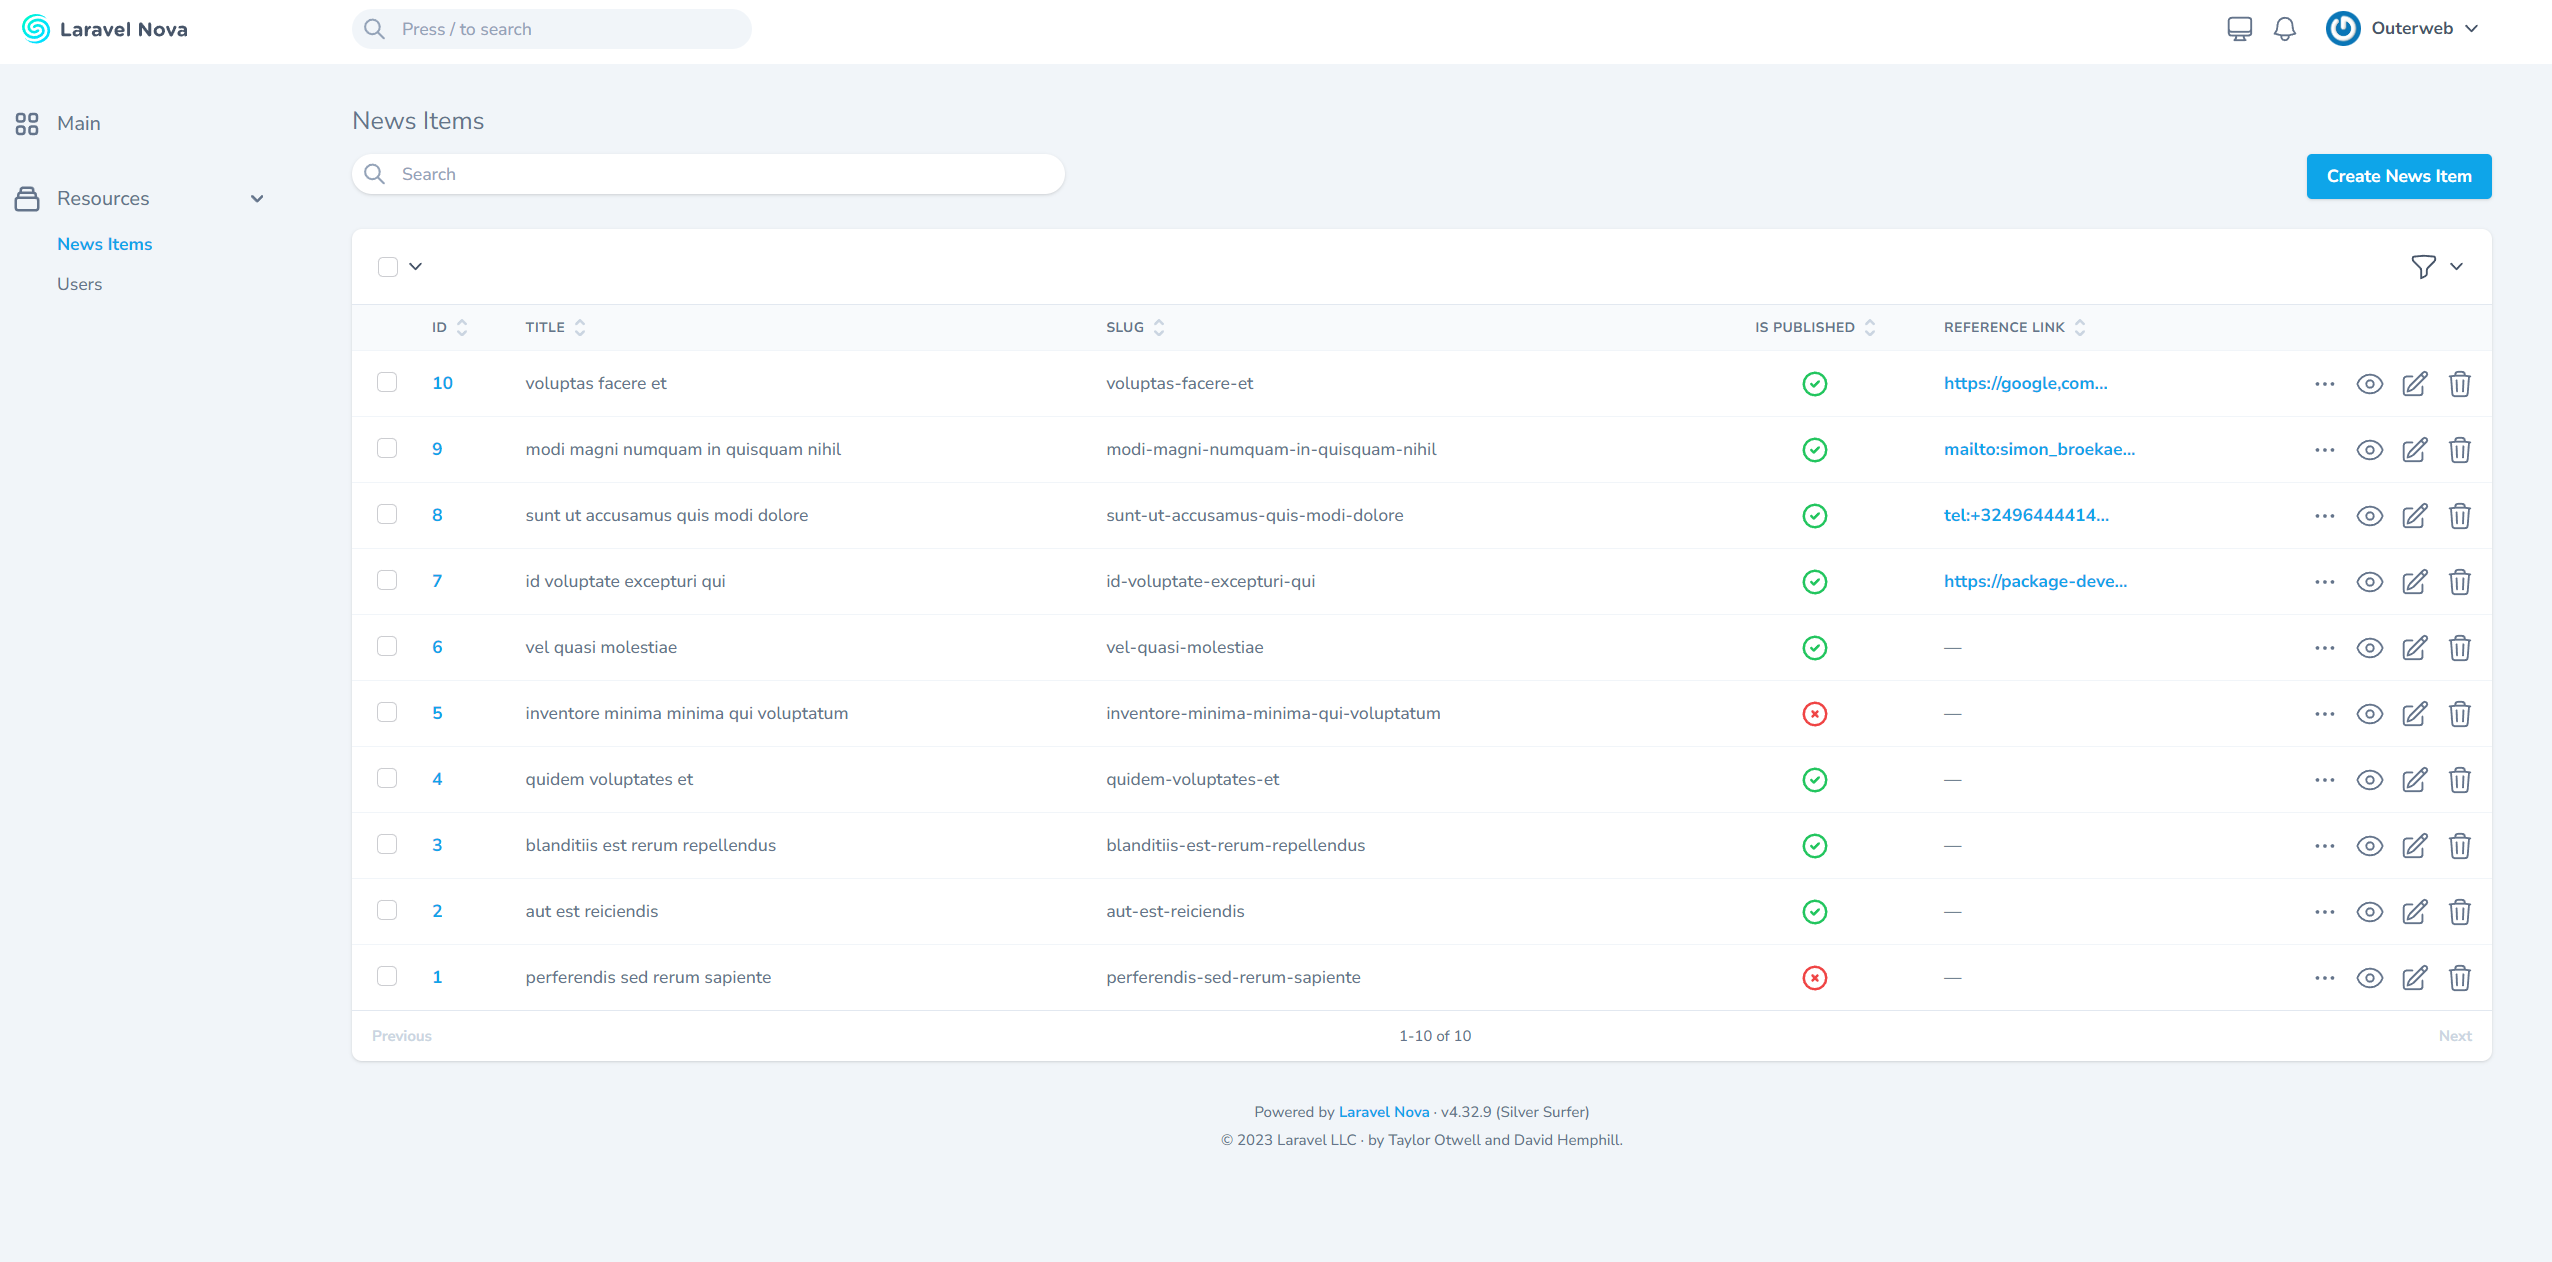 Laravel Nova
Press / to search
Outerweb
Main
Resources
News Items
Users
News Items
Search
Create News Item
ID TITLE SLUG IS PUBLISHED REFERENCE LINK
10 voluptas facere et voluptas-facere-et https://google,com...
9 modi magni numquam in quisquam nihil modi-magni-numquam-in-quisquam-nihil mailto:simon_broekae...
8 sunt ut accusamus quis modi dolore sunt-ut-accusamus-quis-modi-dolore tel:+32496444414...
7 id voluptate excepturi qui id-voluptate-excepturi-qui https://package-deve...
6 vel quasi molestiae vel-quasi-molestiae —
5 inventore minima minima qui voluptatum inventore-minima-minima-qui-voluptatum —
4 quidem voluptates et quidem-voluptates-et —
3 blanditiis est rerum repellendus blanditiis-est-rerum-repellendus —
2 aut est reiciendis aut-est-reiciendis —
1 perferendis sed rerum sapiente perferendis-sed-rerum-sapiente —
Previous 1-10 of 10 Next
Powered by Laravel Nova · v4.32.9 (Silver Surfer)
© 2023 Laravel LLC · by Taylor Otwell and David Hemphill.